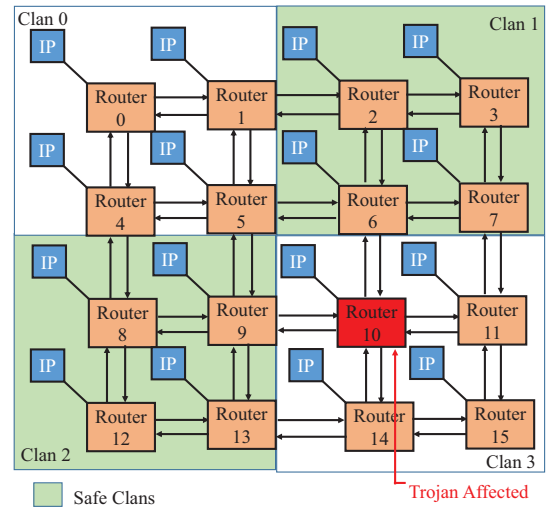 Clan 0
Clan 1
IP
IP
IP
IP
Router
0
Router
1
Router
2
Router
3
IP
IP
IP
IP
Router
4
Router
5
Router
6
Router
7
IP
IP
IP
IP
Router
8
Router
9
Router
10
Router
11
IP
IP
IP
IP
Router
12
Router
13
Router
14
Router
15
Clan 2
Clan 3
Safe Clans
Trojan Affected